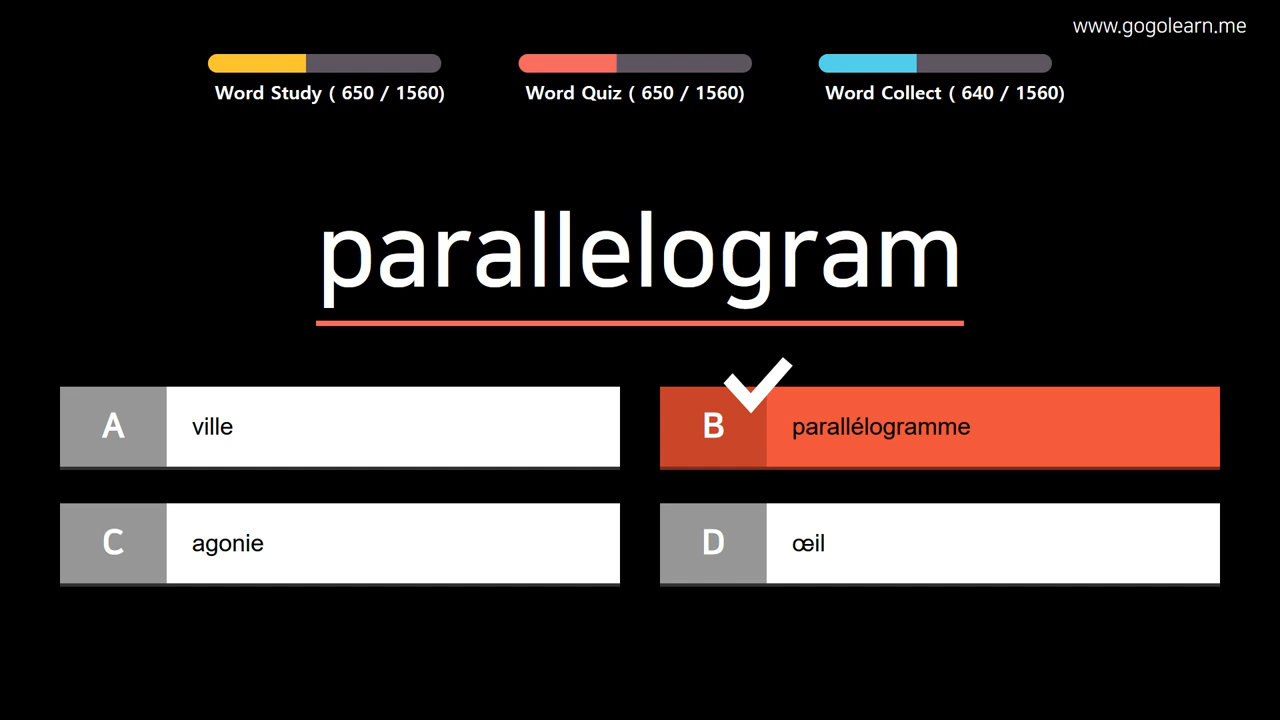 www.gogolearn.me
Word Study ( 650 / 1560)
Word Quiz ( 650 / 1560)
Word Collect ( 640 / 1560)
parallelogram
A
ville
B
parallélogramme
C
agonie
D
œil